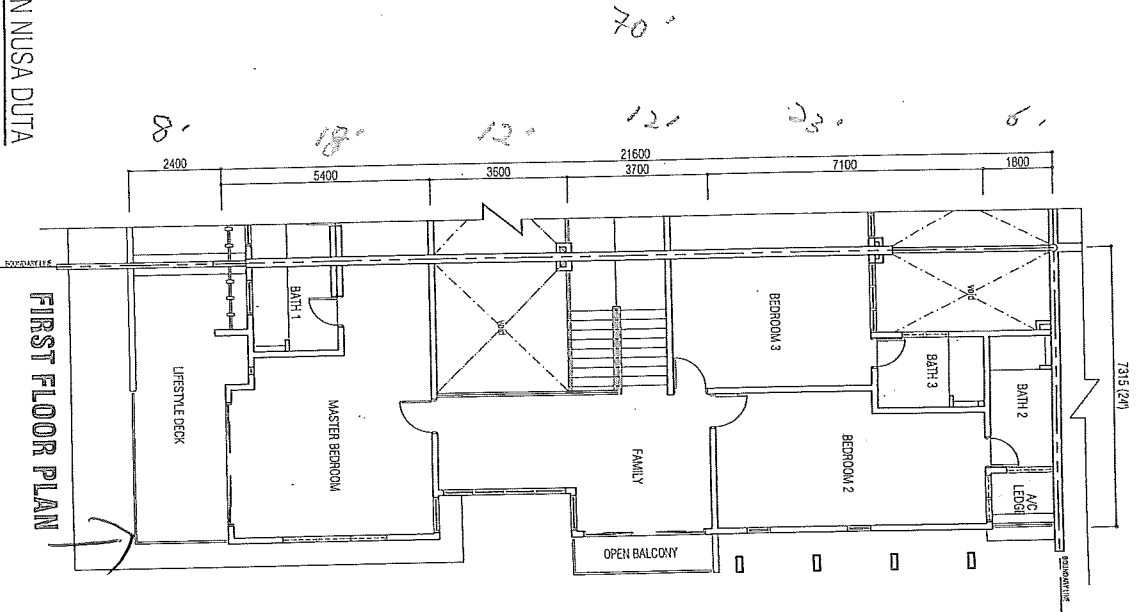 70'
8'
18'
12'
12'
23'
6'
21600
2400
5400
3600
3700
7100
1800
7315 (24')
BOUNDARY LINE
BATH 1
void
BEDROOM 3
void
BATH 3
BATH 2
LIFESTYLE DECK
MASTER BEDROOM
FAMILY
BEDROOM 2
A/C
LEDGE
OPEN BALCONY
BOUNDARY LINE
FIRST FLOOR PLAN
N NUSA DUTA